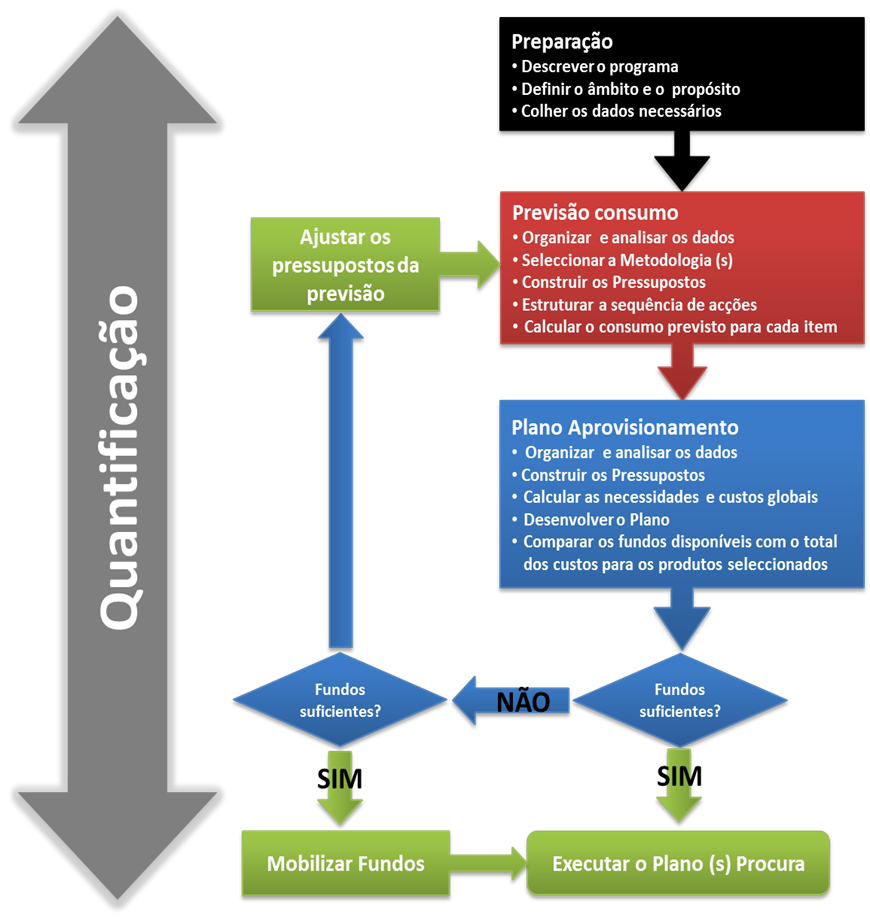 Quantificação
Preparação
• Descrever o programa
• Definir o âmbito e o propósito
• Colher os dados necessários
Ajustar os
pressupostos da
previsão
Previsão consumo
• Organizar e analisar os dados
• Seleccionar a Metodologia (s)
• Construir os Pressupostos
• Estruturar a sequência de acções
• Calcular o consumo previsto para cada item
Plano Aprovisionamento
• Organizar e analisar os dados
• Construir os Pressupostos
• Calcular as necessidades e custos globais
• Desenvolver o Plano
• Comparar os fundos disponíveis com o total
dos custos para os produtos seleccionados
Fundos
suficientes?
NÃO
Fundos
suficientes?
SIM
SIM
Mobilizar Fundos
Executar o Plano (s) Procura